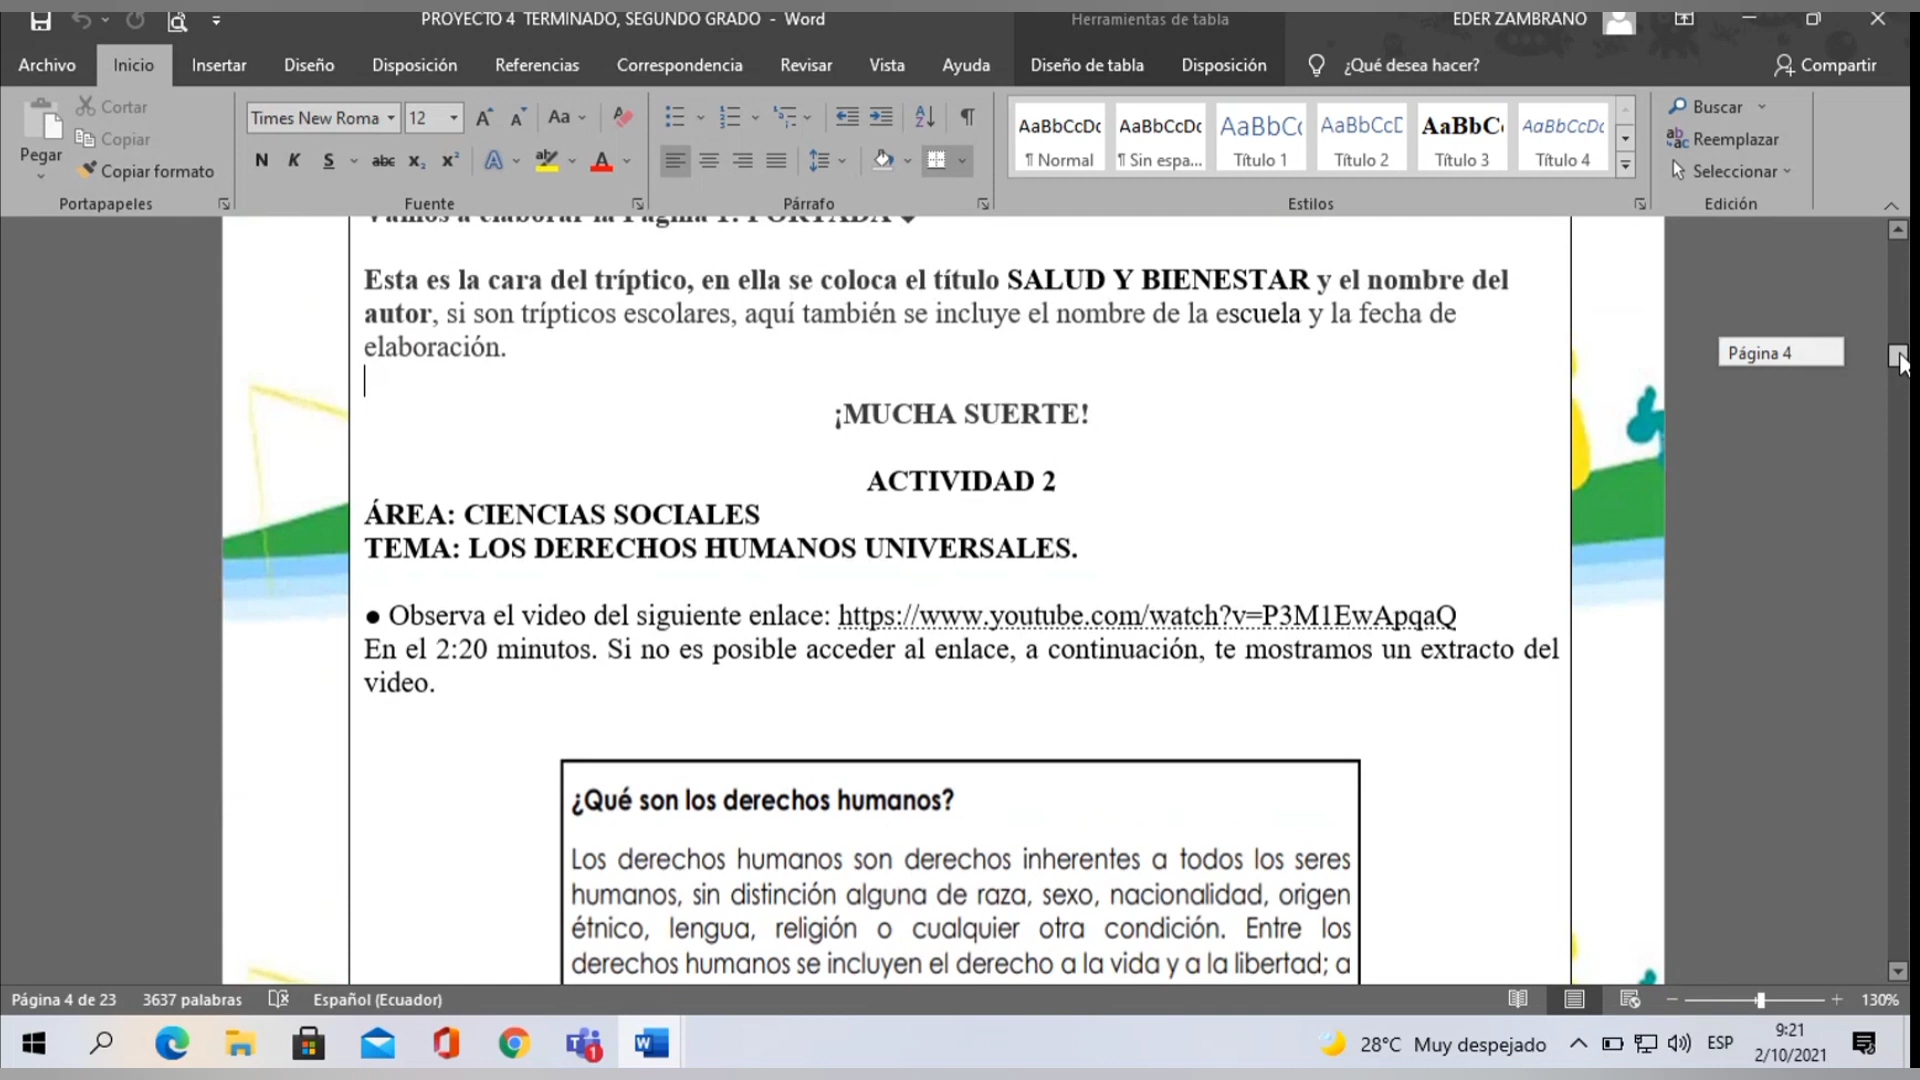 PROYECTO 4 TERMINADO, SEGUNDO GRADO - Word
Herramientas de tabla
EDER ZAMBRANO
Archivo Inicio Insertar Diseño Disposición Referencias Correspondencia Revisar Vista Ayuda Diseño de tabla Disposición ¿Qué desea hacer? Compartir
Pegar
Cortar
Copiar
Copiar formato
Portapapeles
Times New Roma 12 Aa
N K S abc x₂ x² A A
Fuente
Párrafo
AaBbCcDc AaBbCcDc AaBbCc AaBbCcD AaBbC AaBbCcDc
¶ Normal ¶ Sin espa... Título 1 Título 2 Título 3 Título 4
Estilos
Buscar
Reemplazar
Seleccionar
Edición
Vamos a elaborar la Página 1: PORTADA
Esta es la cara del tríptico, en ella se coloca el título SALUD Y BIENESTAR y el nombre del
autor, si son trípticos escolares, aquí también se incluye el nombre de la escuela y la fecha de
elaboración.
Página 4
¡MUCHA SUERTE!
ACTIVIDAD 2
ÁREA: CIENCIAS SOCIALES
TEMA: LOS DERECHOS HUMANOS UNIVERSALES.
● Observa el video del siguiente enlace: https://www.youtube.com/watch?v=P3M1EwApqaQ
En el 2:20 minutos. Si no es posible acceder al enlace, a continuación, te mostramos un extracto del
video.
¿Qué son los derechos humanos?
Los derechos humanos son derechos inherentes a todos los seres
humanos, sin distinción alguna de raza, sexo, nacionalidad, origen
étnico, lengua, religión o cualquier otra condición. Entre los
derechos humanos se incluyen el derecho a la vida y a la libertad; a
Página 4 de 23 3637 palabras Español (Ecuador) 130%
28°C Muy despejado ESP 9:21
2/10/2021